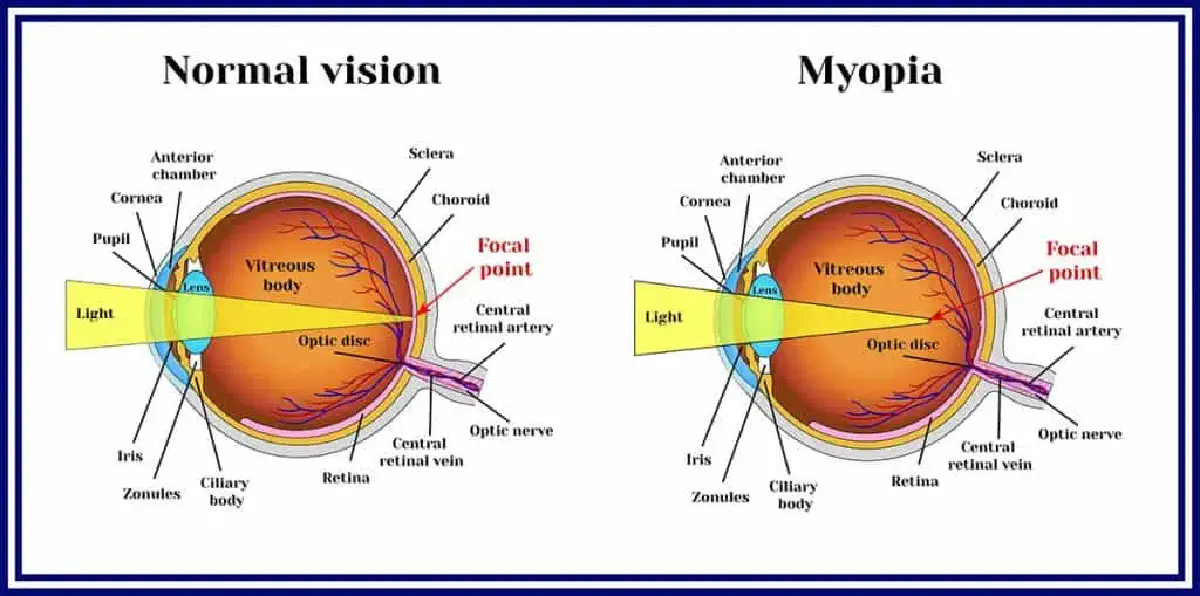 Normal vision
Anterior
chamber
Cornea
Pupil
Light
Iris
Zonules
Ciliary
body
Lens
Vitreous
body
Optic disc
Sclera
Choroid
Focal
point
Central
retinal artery
Optic nerve
Central
retinal vein
Retina
Myopia
Anterior
chamber
Cornea
Pupil
Light
Iris
Zonules
Ciliary
body
Lens
Vitreous
body
Optic disc
Sclera
Choroid
Focal
point
Central
retinal artery
Optic nerve
Central
retinal vein
Retina